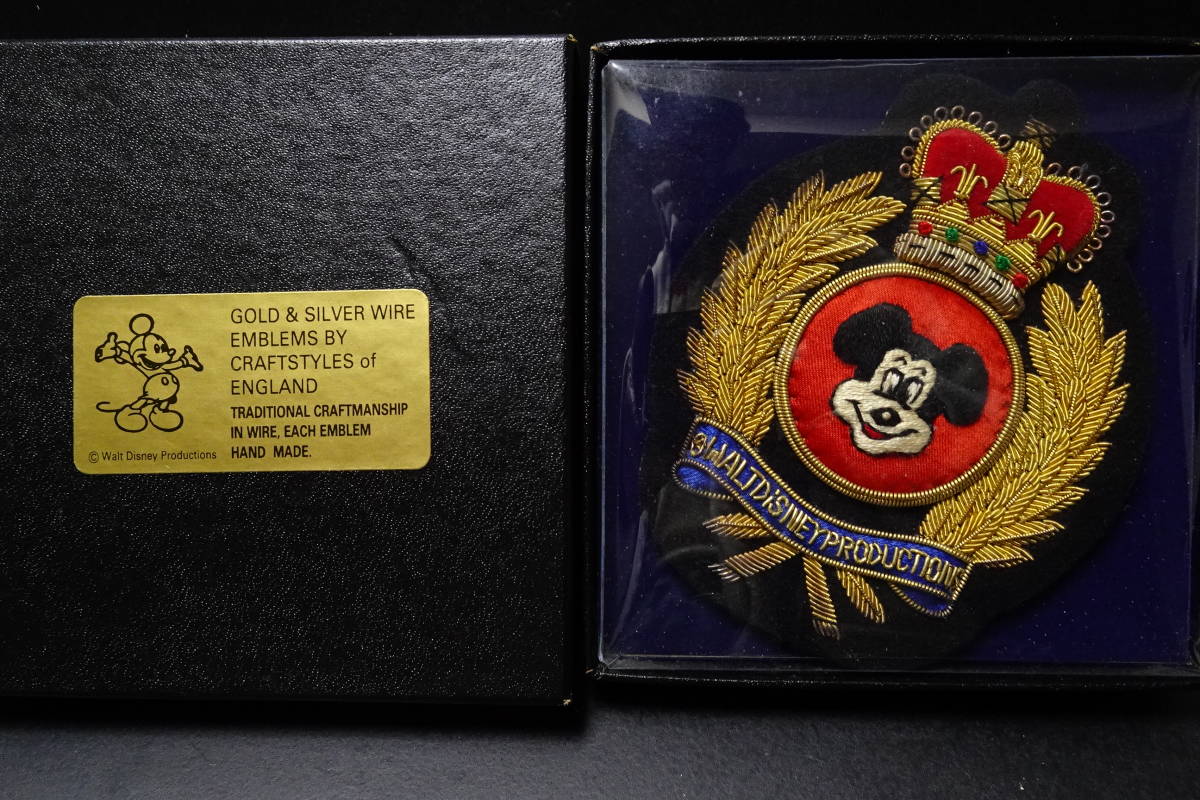 GOLD & SILVER WIRE
EMBLEMS BY
CRAFTSTYLES of
ENGLAND
TRADITIONAL CRAFTMANSHIP
IN WIRE, EACH EMBLEM
HAND MADE.
© Walt Disney Productions
©WALTDiSNEYPRODUCTIONS